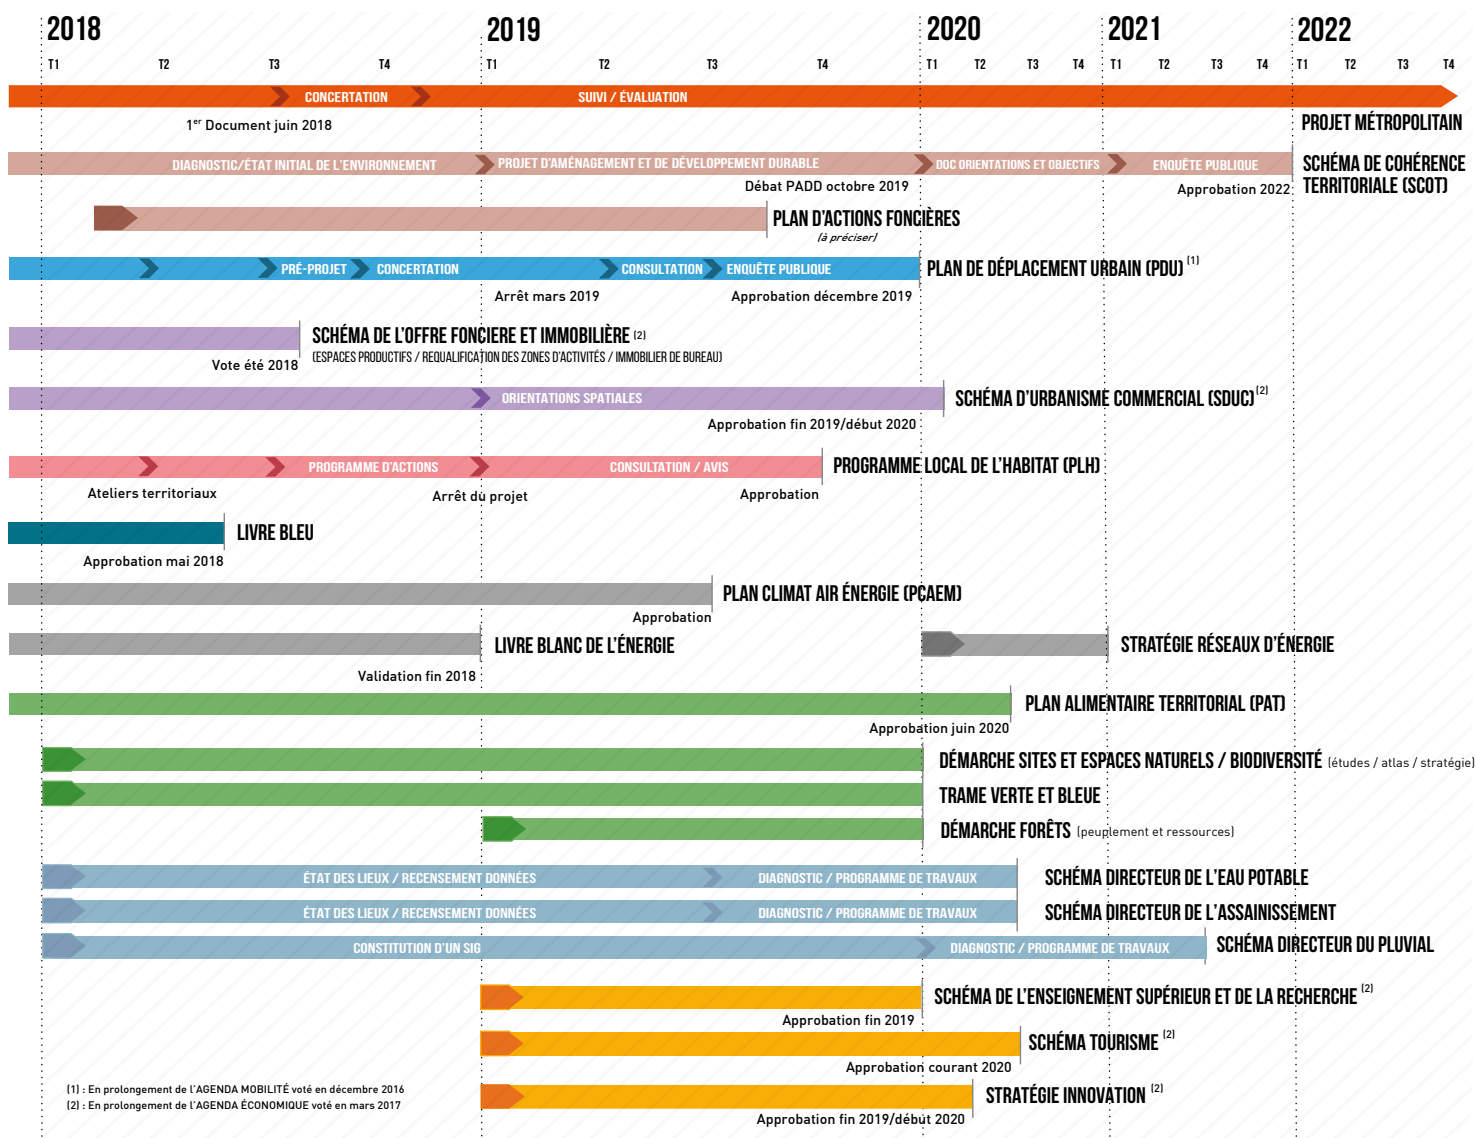 2018 2019 2020 2021 2022
T1 T2 T3 T4 T1 T2 T3 T4 T1 T2 T3 T4 T1 T2 T3 T4 T1 T2 T3 T4
CONCERTATION SUIVI / ÉVALUATION
1er Document juin 2018
PROJET MÉTROPOLITAIN
DIAGNOSTIC/ÉTAT INITIAL DE L'ENVIRONNEMENT PROJET D'AMÉNAGEMENT ET DE DÉVELOPPEMENT DURABLE DOC ORIENTATIONS ET OBJECTIFS ENQUÊTE PUBLIQUE
SCHÉMA DE COHÉRENCE
TERRITORIALE (SCOT)
Débat PADD octobre 2019 Approbation 2022
PLAN D'ACTIONS FONCIÈRES
(à préciser)
PRÉ-PROJET CONCERTATION CONSULTATION ENQUÊTE PUBLIQUE PLAN DE DÉPLACEMENT URBAIN (PDU) (1)
Arrêt mars 2019 Approbation décembre 2019
SCHÉMA DE L'OFFRE FONCIERE ET IMMOBILIÈRE (2)
(ESPACES PRODUCTIFS / REQUALIFICATION DES ZONES D'ACTIVITÉS / IMMOBILIER DE BUREAU)
Vote été 2018
ORIENTATIONS SPATIALES SCHÉMA D'URBANISME COMMERCIAL (SDUC) (2)
Approbation fin 2019/début 2020
PROGRAMME D'ACTIONS CONSULTATION / AVIS PROGRAMME LOCAL DE L'HABITAT (PLH)
Ateliers territoriaux Arrêt du projet Approbation
LIVRE BLEU
Approbation mai 2018
PLAN CLIMAT AIR ÉNERGIE (PCAEM)
Approbation
LIVRE BLANC DE L'ÉNERGIE STRATÉGIE RÉSEAUX D'ÉNERGIE
Validation fin 2018
PLAN ALIMENTAIRE TERRITORIAL (PAT)
Approbation juin 2020
DÉMARCHE SITES ET ESPACES NATURELS / BIODIVERSITÉ (études / atlas / stratégie)
TRAME VERTE ET BLEUE
DÉMARCHE FORÊTS (peuplement et ressources)
ÉTAT DES LIEUX / RECENSEMENT DONNÉES DIAGNOSTIC / PROGRAMME DE TRAVAUX SCHÉMA DIRECTEUR DE L'EAU POTABLE
ÉTAT DES LIEUX / RECENSEMENT DONNÉES DIAGNOSTIC / PROGRAMME DE TRAVAUX SCHÉMA DIRECTEUR DE L'ASSAINISSEMENT
CONSTITUTION D'UN SIG DIAGNOSTIC / PROGRAMME DE TRAVAUX SCHÉMA DIRECTEUR DU PLUVIAL
SCHÉMA DE L'ENSEIGNEMENT SUPÉRIEUR ET DE LA RECHERCHE (2)
Approbation fin 2019
SCHÉMA TOURISME (2)
Approbation courant 2020
STRATÉGIE INNOVATION (2)
Approbation fin 2019/début 2020
(1) : En prolongement de l'AGENDA MOBILITÉ voté en décembre 2016
(2) : En prolongement de l'AGENDA ÉCONOMIQUE voté en mars 2017